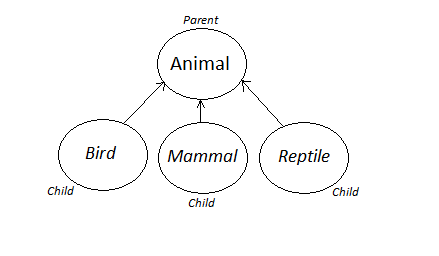 Parent
Animal
Bird
Mammal
Reptile
Child
Child
Child